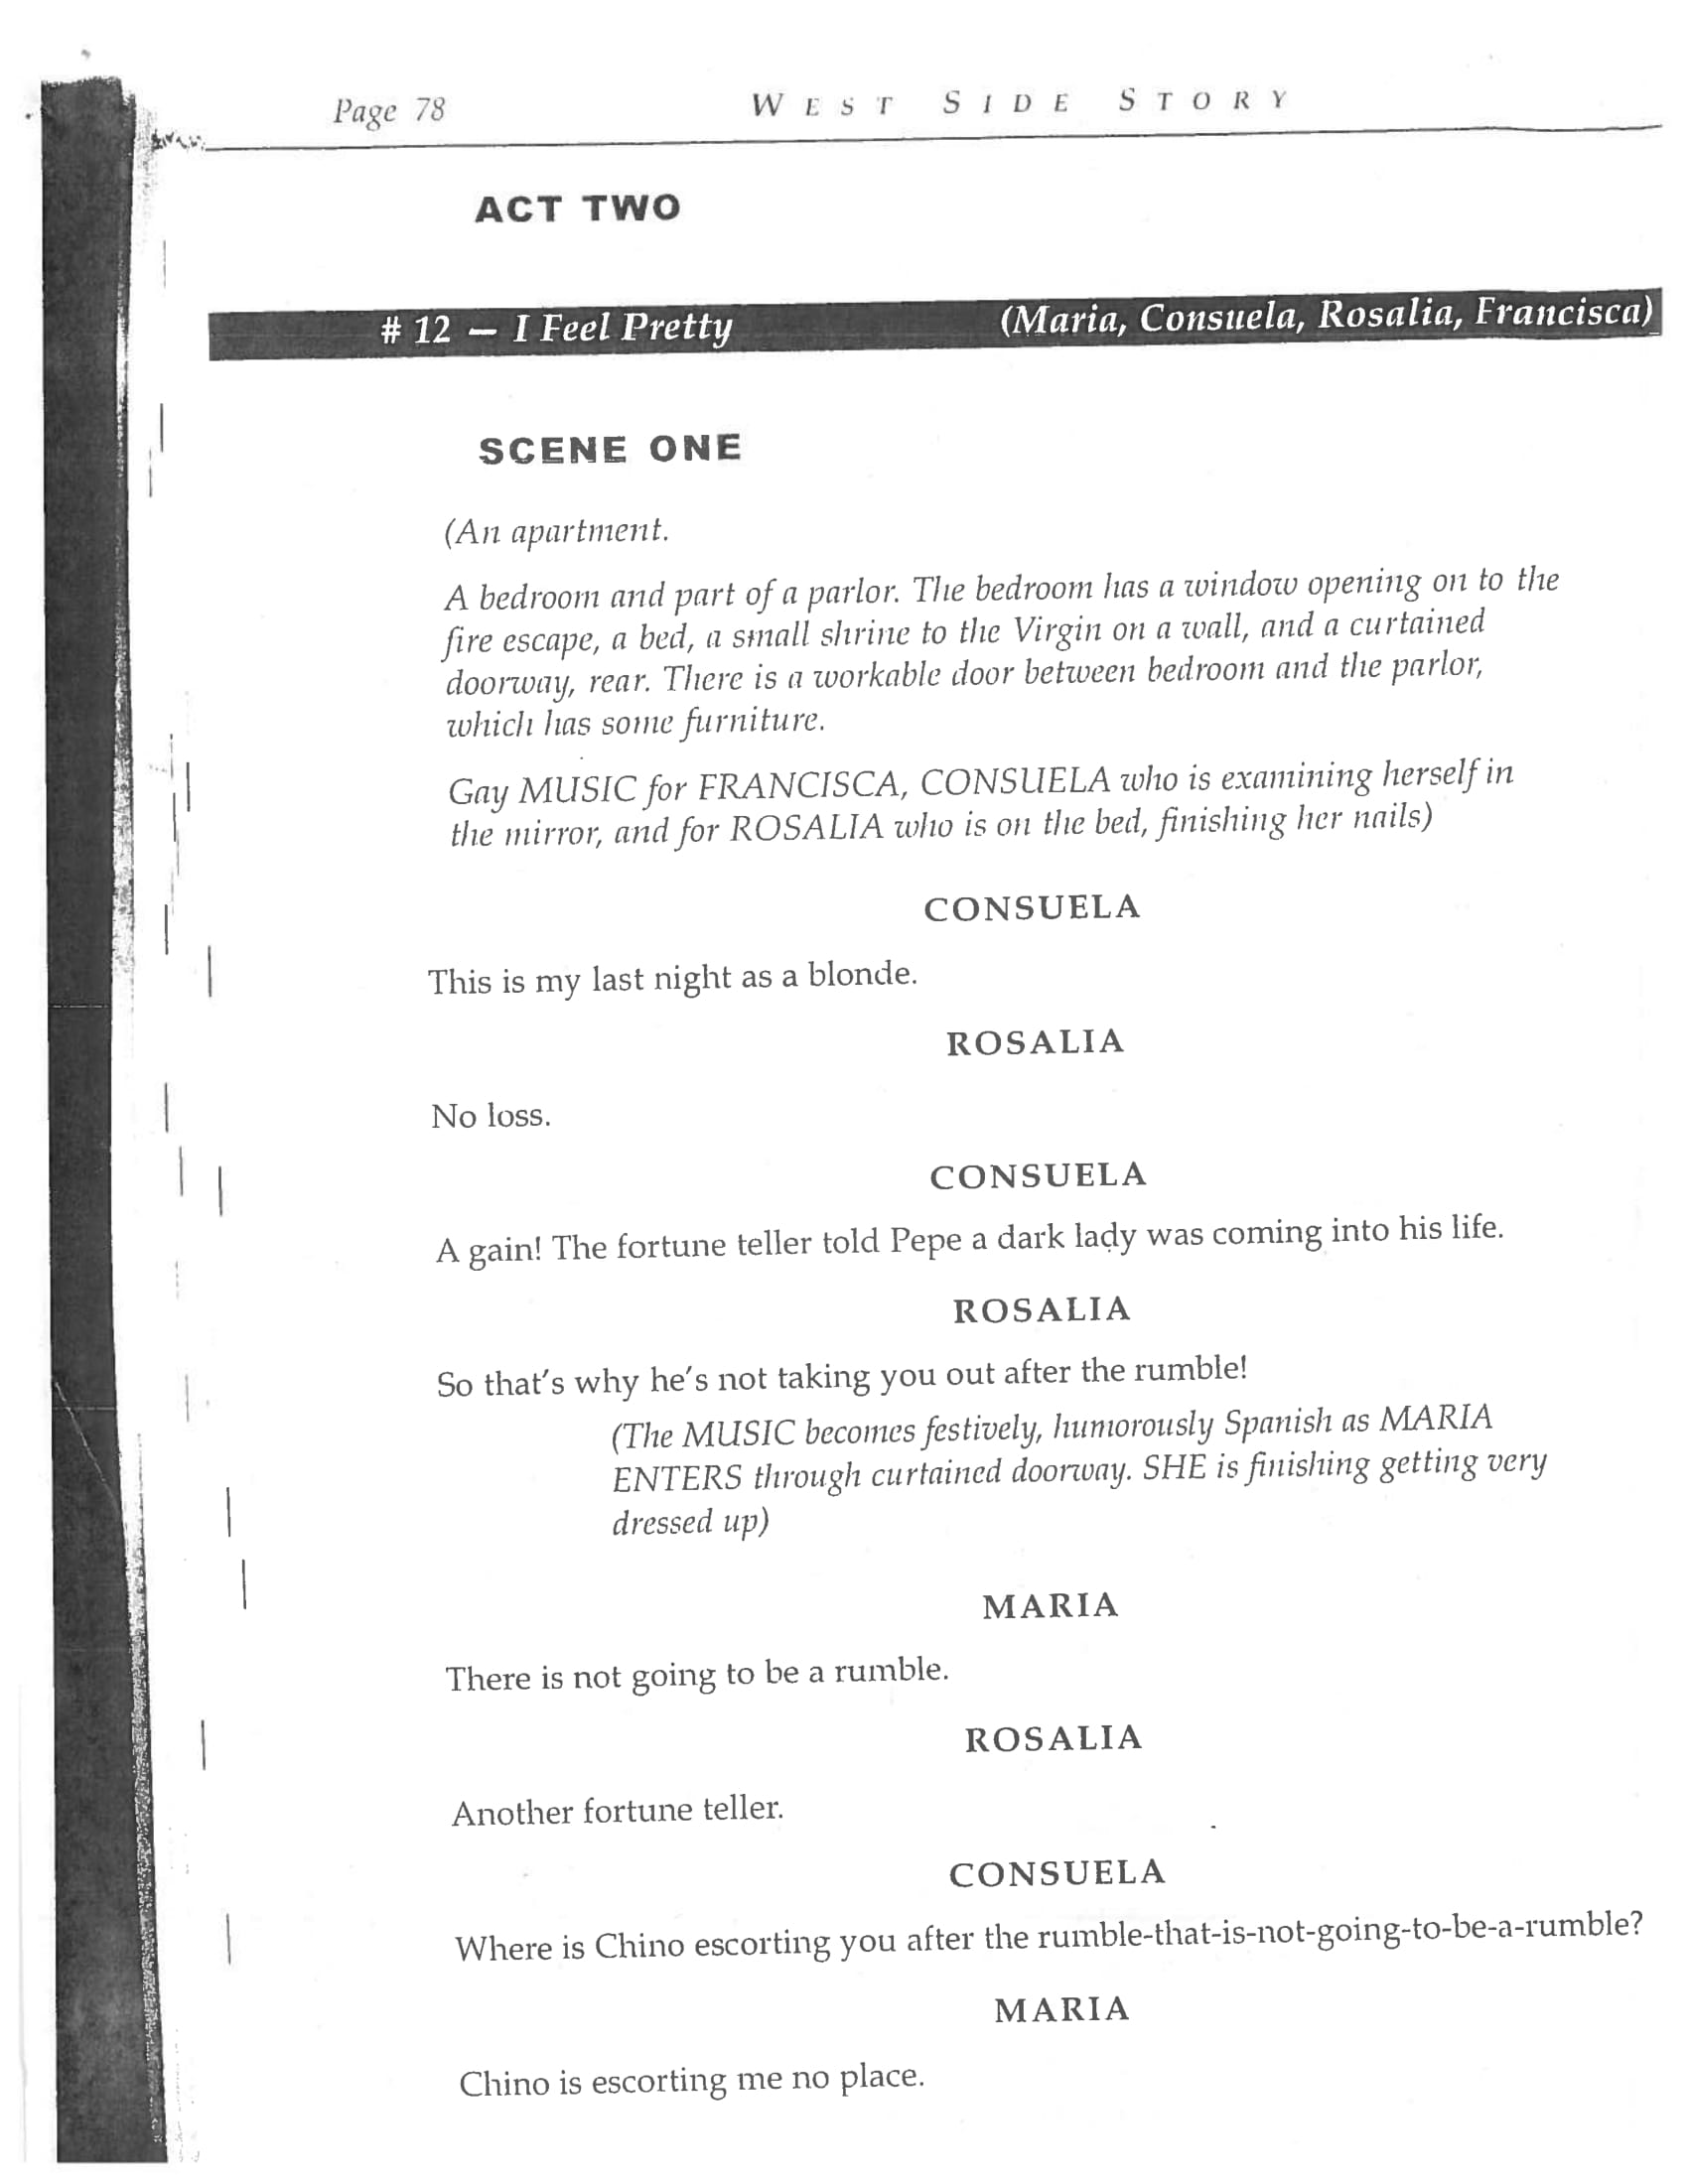 Page 78
WEST SIDE STORY
ACT TWO
# 12 — I Feel Pretty (Maria, Consuela, Rosalia, Francisca)
SCENE ONE
(An apartment.
A bedroom and part of a parlor. The bedroom has a window opening on to the
fire escape, a bed, a small shrine to the Virgin on a wall, and a curtained
doorway, rear. There is a workable door between bedroom and the parlor,
which has some furniture.
Gay MUSIC for FRANCISCA, CONSUELA who is examining herself in
the mirror, and for ROSALIA who is on the bed, finishing her nails)
CONSUELA
This is my last night as a blonde.
ROSALIA
No loss.
CONSUELA
A gain! The fortune teller told Pepe a dark lady was coming into his life.
ROSALIA
So that's why he's not taking you out after the rumble!
(The MUSIC becomes festively, humorously Spanish as MARIA
ENTERS through curtained doorway. SHE is finishing getting very
dressed up)
MARIA
There is not going to be a rumble.
ROSALIA
Another fortune teller.
CONSUELA
Where is Chino escorting you after the rumble-that-is-not-going-to-be-a-rumble?
MARIA
Chino is escorting me no place.